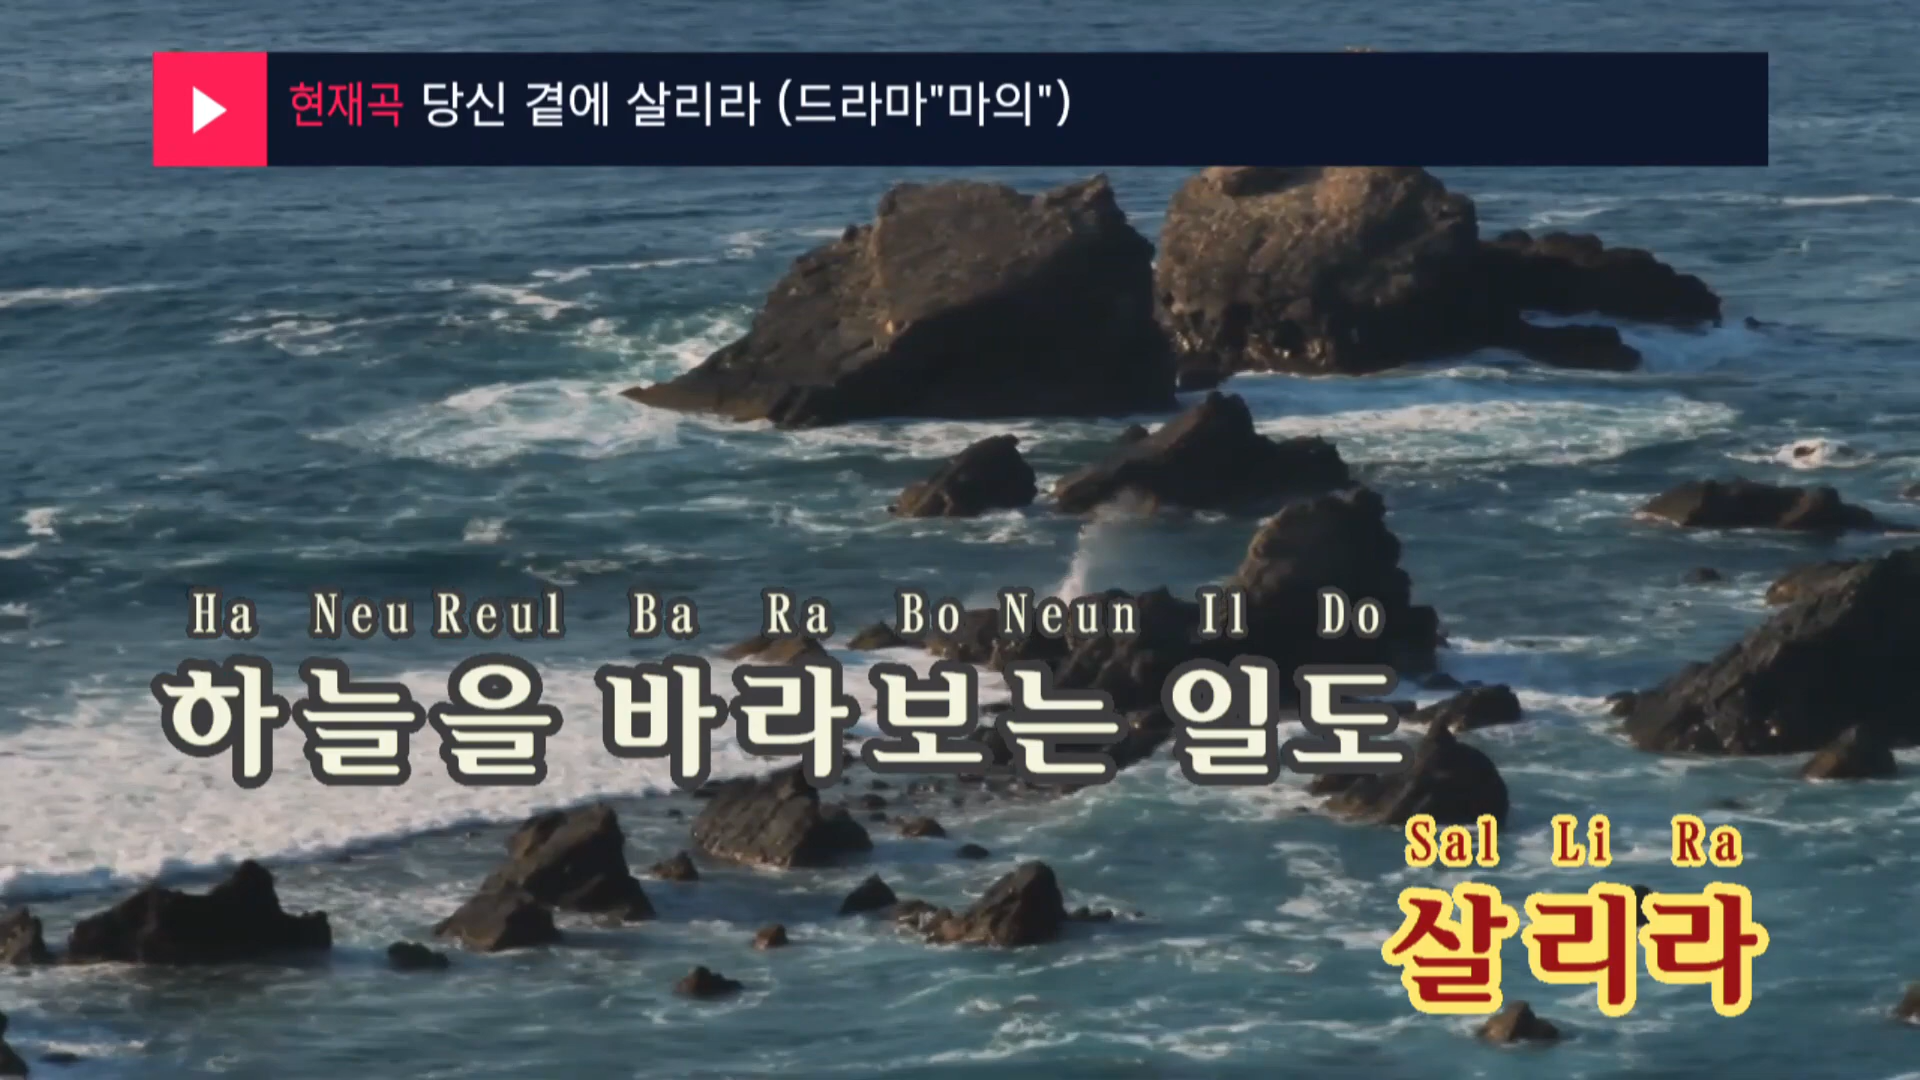 현재곡 당신 곁에 살리라 (드라마"마의")
Ha Neu Reul Ba Ra Bo Neun Il Do
하늘을 바라보는 일도
Sal Li Ra
살리라